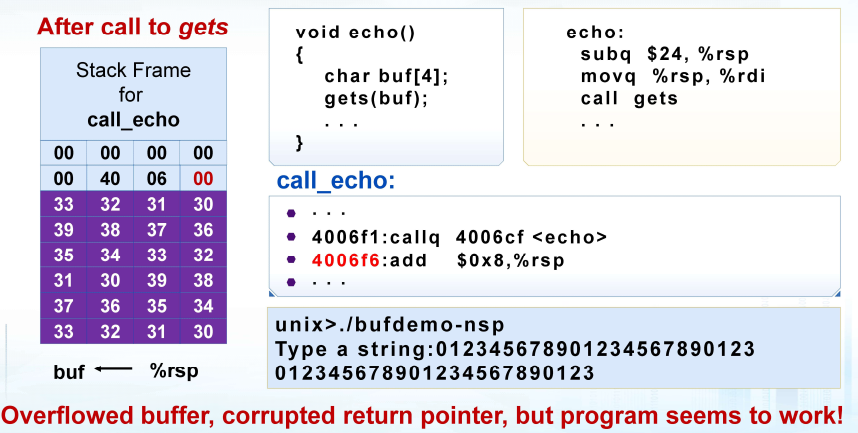 After call to gets
Stack Frame
for
call_echo
00 00 00 00
00 40 06 00
33 32 31 30
39 38 37 36
35 34 33 32
31 30 39 38
37 36 35 34
33 32 31 30
buf ⟵ %rsp
void echo()
{
char buf[4];
gets(buf);
. . .
}
echo:
subq $24, %rsp
movq %rsp, %rdi
call gets
. . .
call_echo:
. . .
4006f1:callq 4006cf <echo>
4006f6:add $0x8,%rsp
. . .
unix>./bufdemo-nsp
Type a string:012345678901234567890123
012345678901234567890123
Overflowed buffer, corrupted return pointer, but program seems to work!